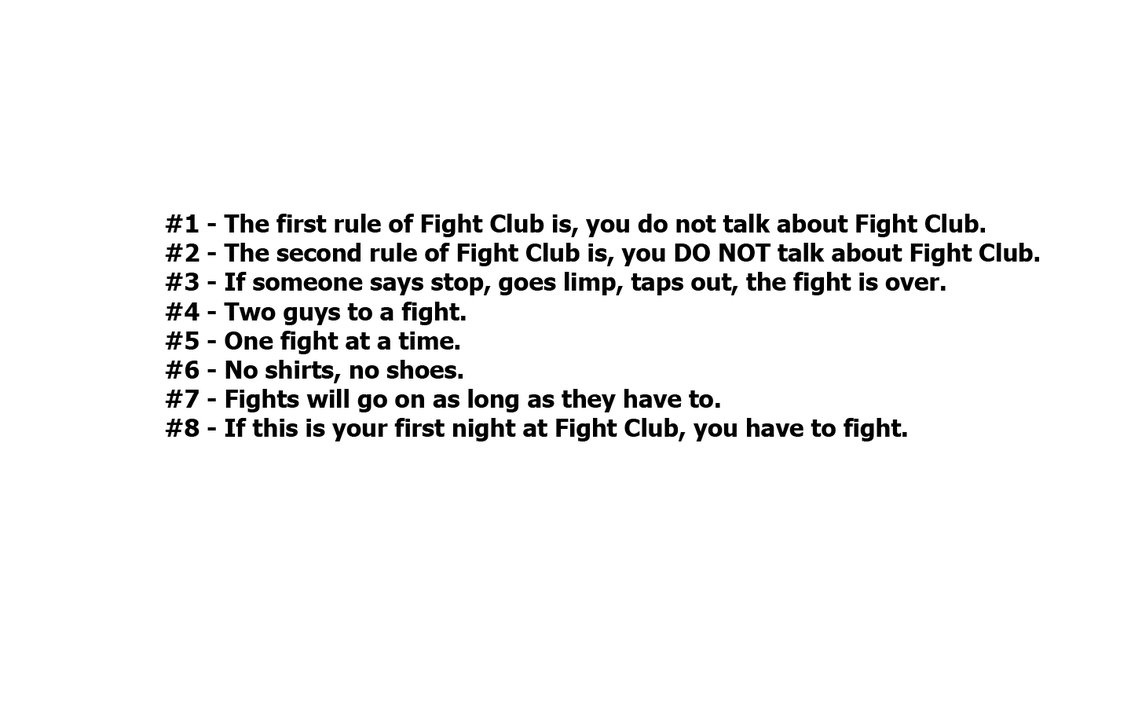 #1 - The first rule of Fight Club is, you do not talk about Fight Club.
#2 - The second rule of Fight Club is, you DO NOT talk about Fight Club.
#3 - If someone says stop, goes limp, taps out, the fight is over.
#4 - Two guys to a fight.
#5 - One fight at a time.
#6 - No shirts, no shoes.
#7 - Fights will go on as long as they have to.
#8 - If this is your first night at Fight Club, you have to fight.